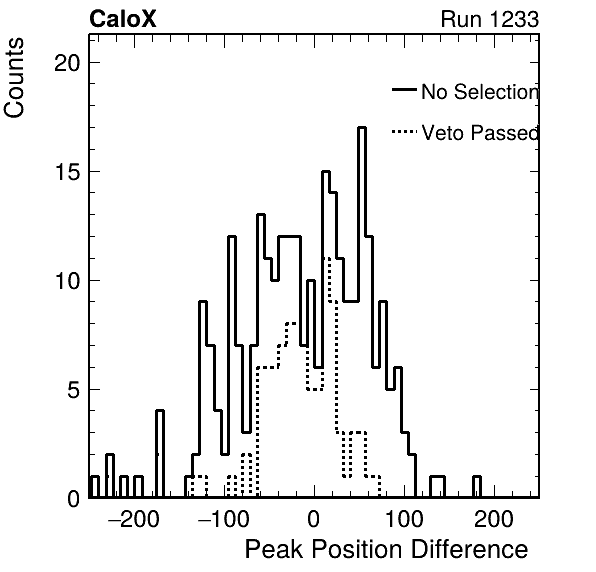 CaloX Run 1233
Counts
20
15
10
5
0
No Selection
Veto Passed
−200 −100 0 100 200
Peak Position Difference